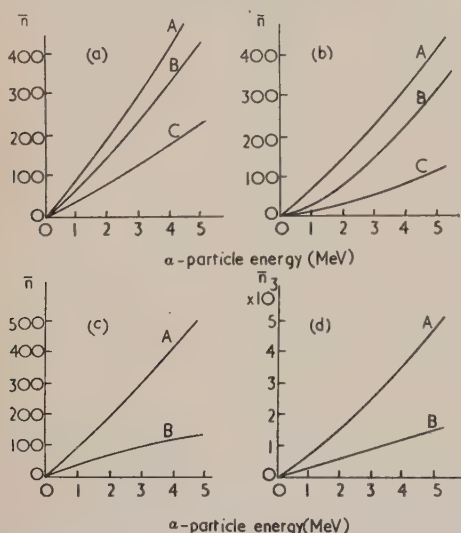 n̄
n̄
(a)
A
B
C
400
300
200
100
0
0 1 2 3 4 5
(b)
A
B
C
400
300
200
100
0
0 1 2 3 4 5
α-particle energy (MeV)
n̄
(c)
A
B
500
400
300
200
100
0
0 1 2 3 4 5
n̄ 3
×10
(d)
A
B
5
4
3
2
1
0
0 1 2 3 4 5
α-particle energy(MeV)